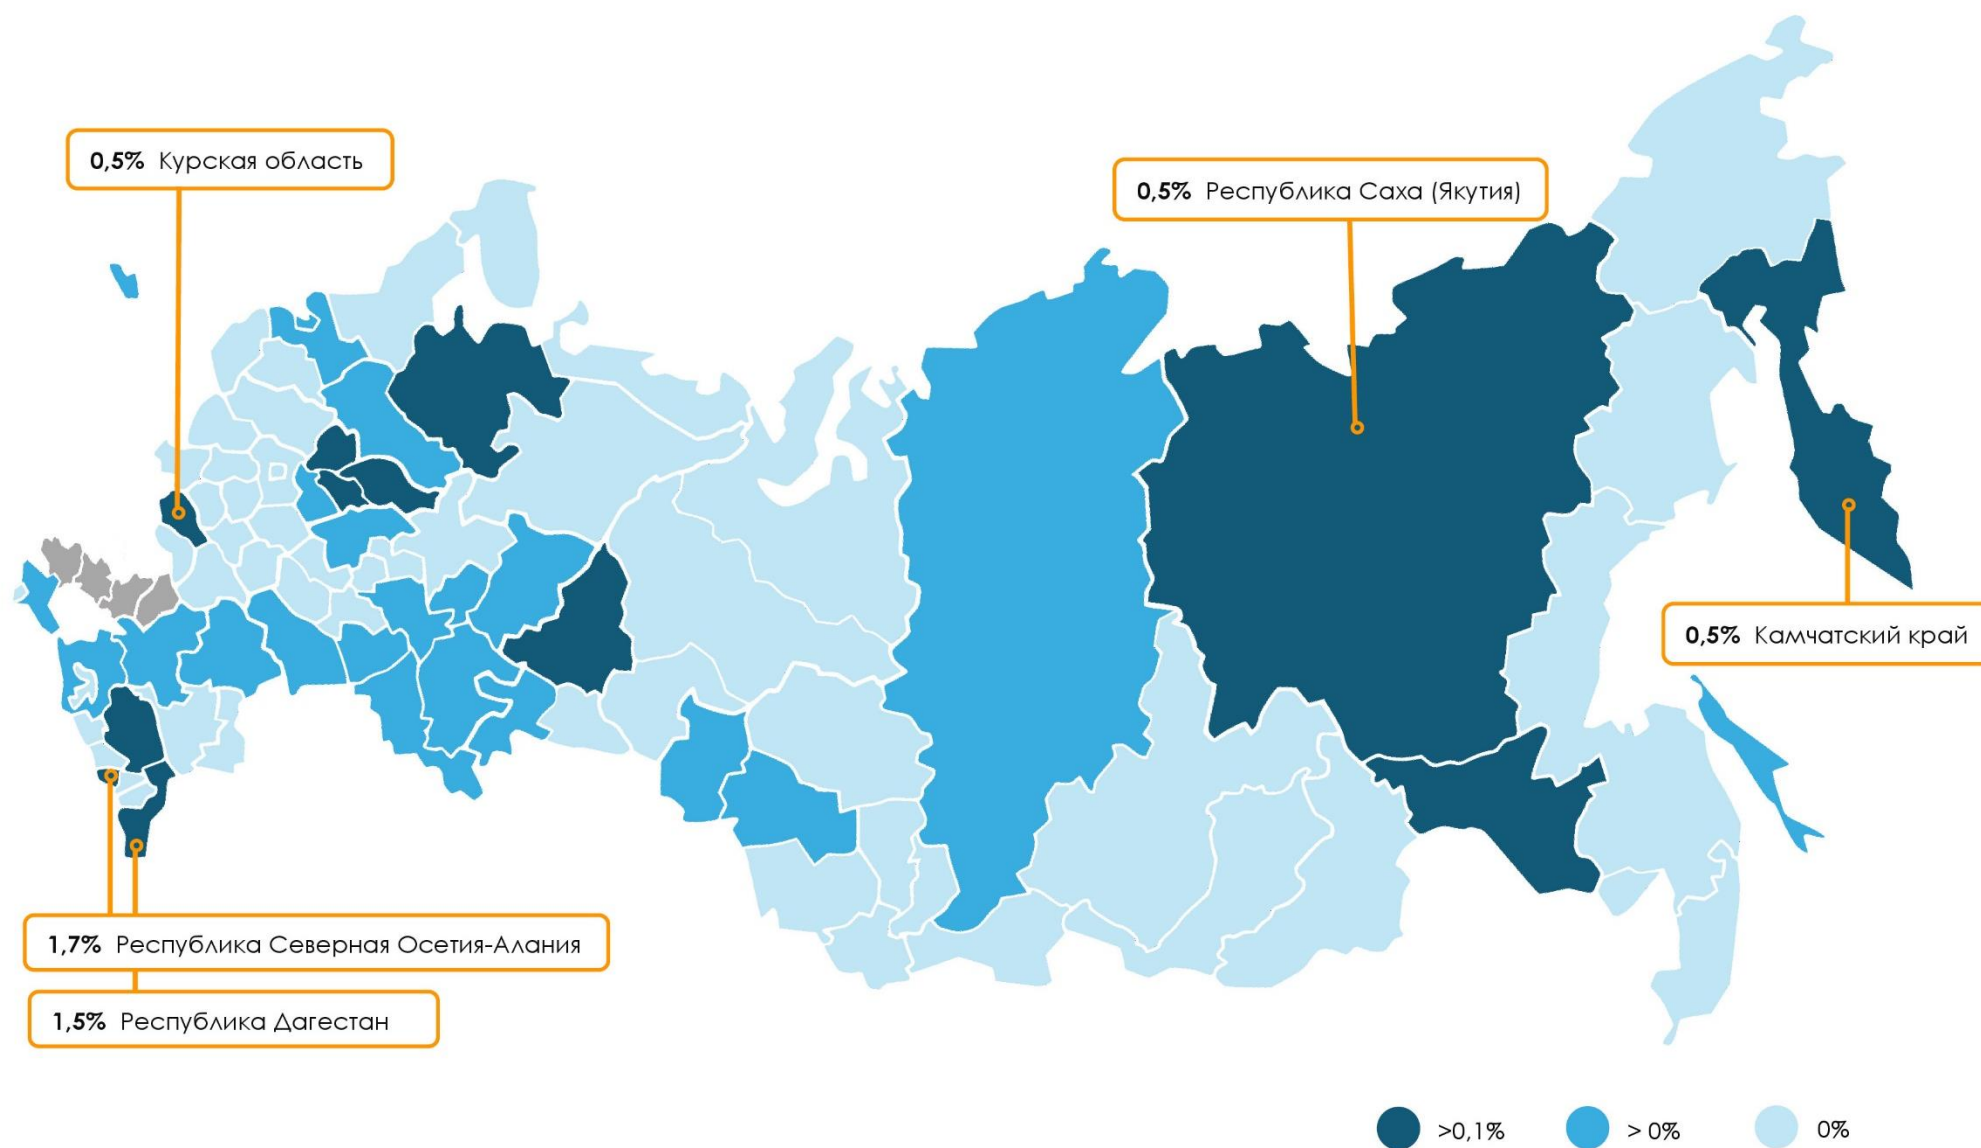 0,5% Курская область
0,5% Республика Саха (Якутия)
0,5% Камчатский край
1,7% Республика Северная Осетия-Алания
1,5% Республика Дагестан
>0,1%
> 0%
0%